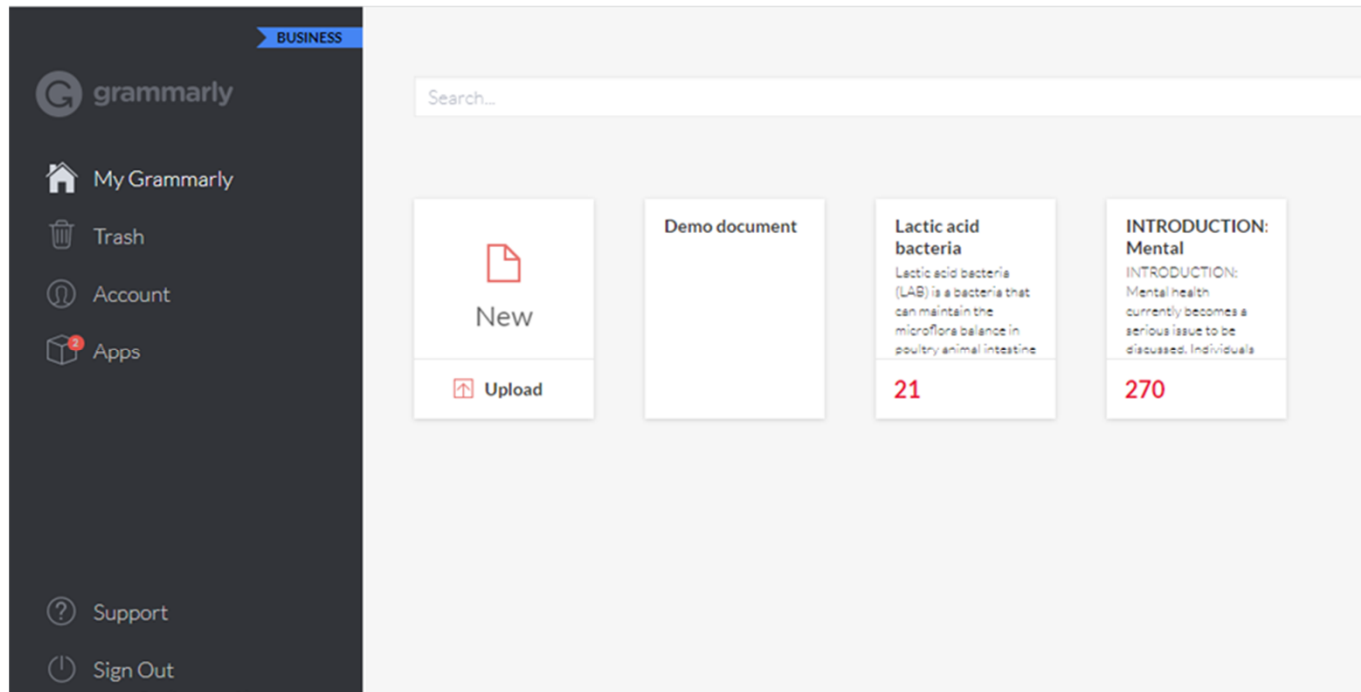 BUSINESS
grammarly
My Grammarly
Trash
Account
2
Apps
Support
Sign Out
Search...
New
Upload
Demo document
Lactic acid
bacteria
Lactic acid bacteria
(LAB) is a bacteria that
can maintain the
microflora balance in
poultry animal intestine
21
INTRODUCTION:
Mental
INTRODUCTION:
Mental health
currently becomes a
serious issue to be
discussed. Individuals
270